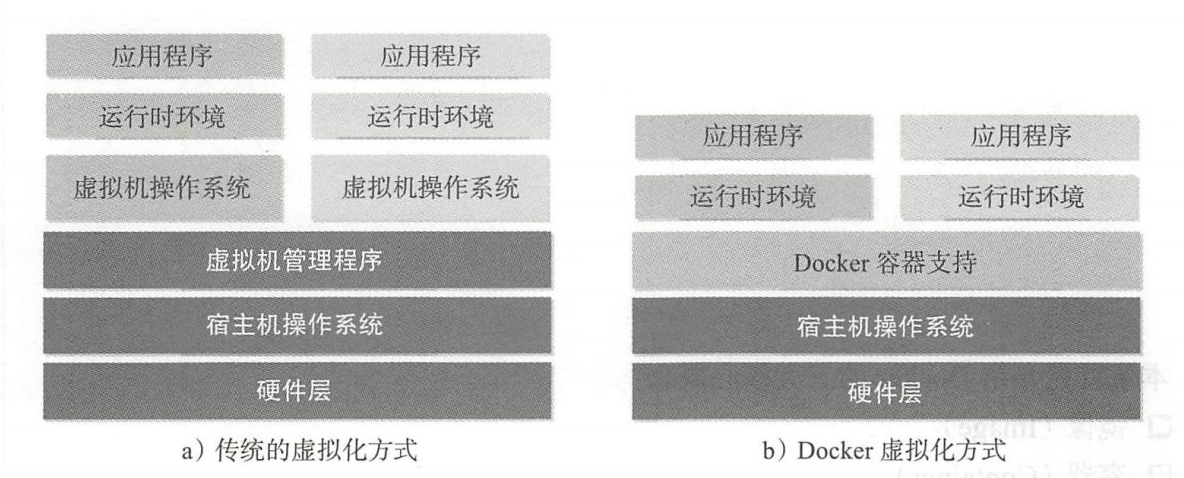 应用程序
应用程序
运行时环境
运行时环境
虚拟机操作系统
虚拟机操作系统
虚拟机管理程序
宿主机操作系统
硬件层
a）传统的虚拟化方式
应用程序
应用程序
运行时环境
运行时环境
Docker 容器支持
宿主机操作系统
硬件层
b）Docker 虚拟化方式